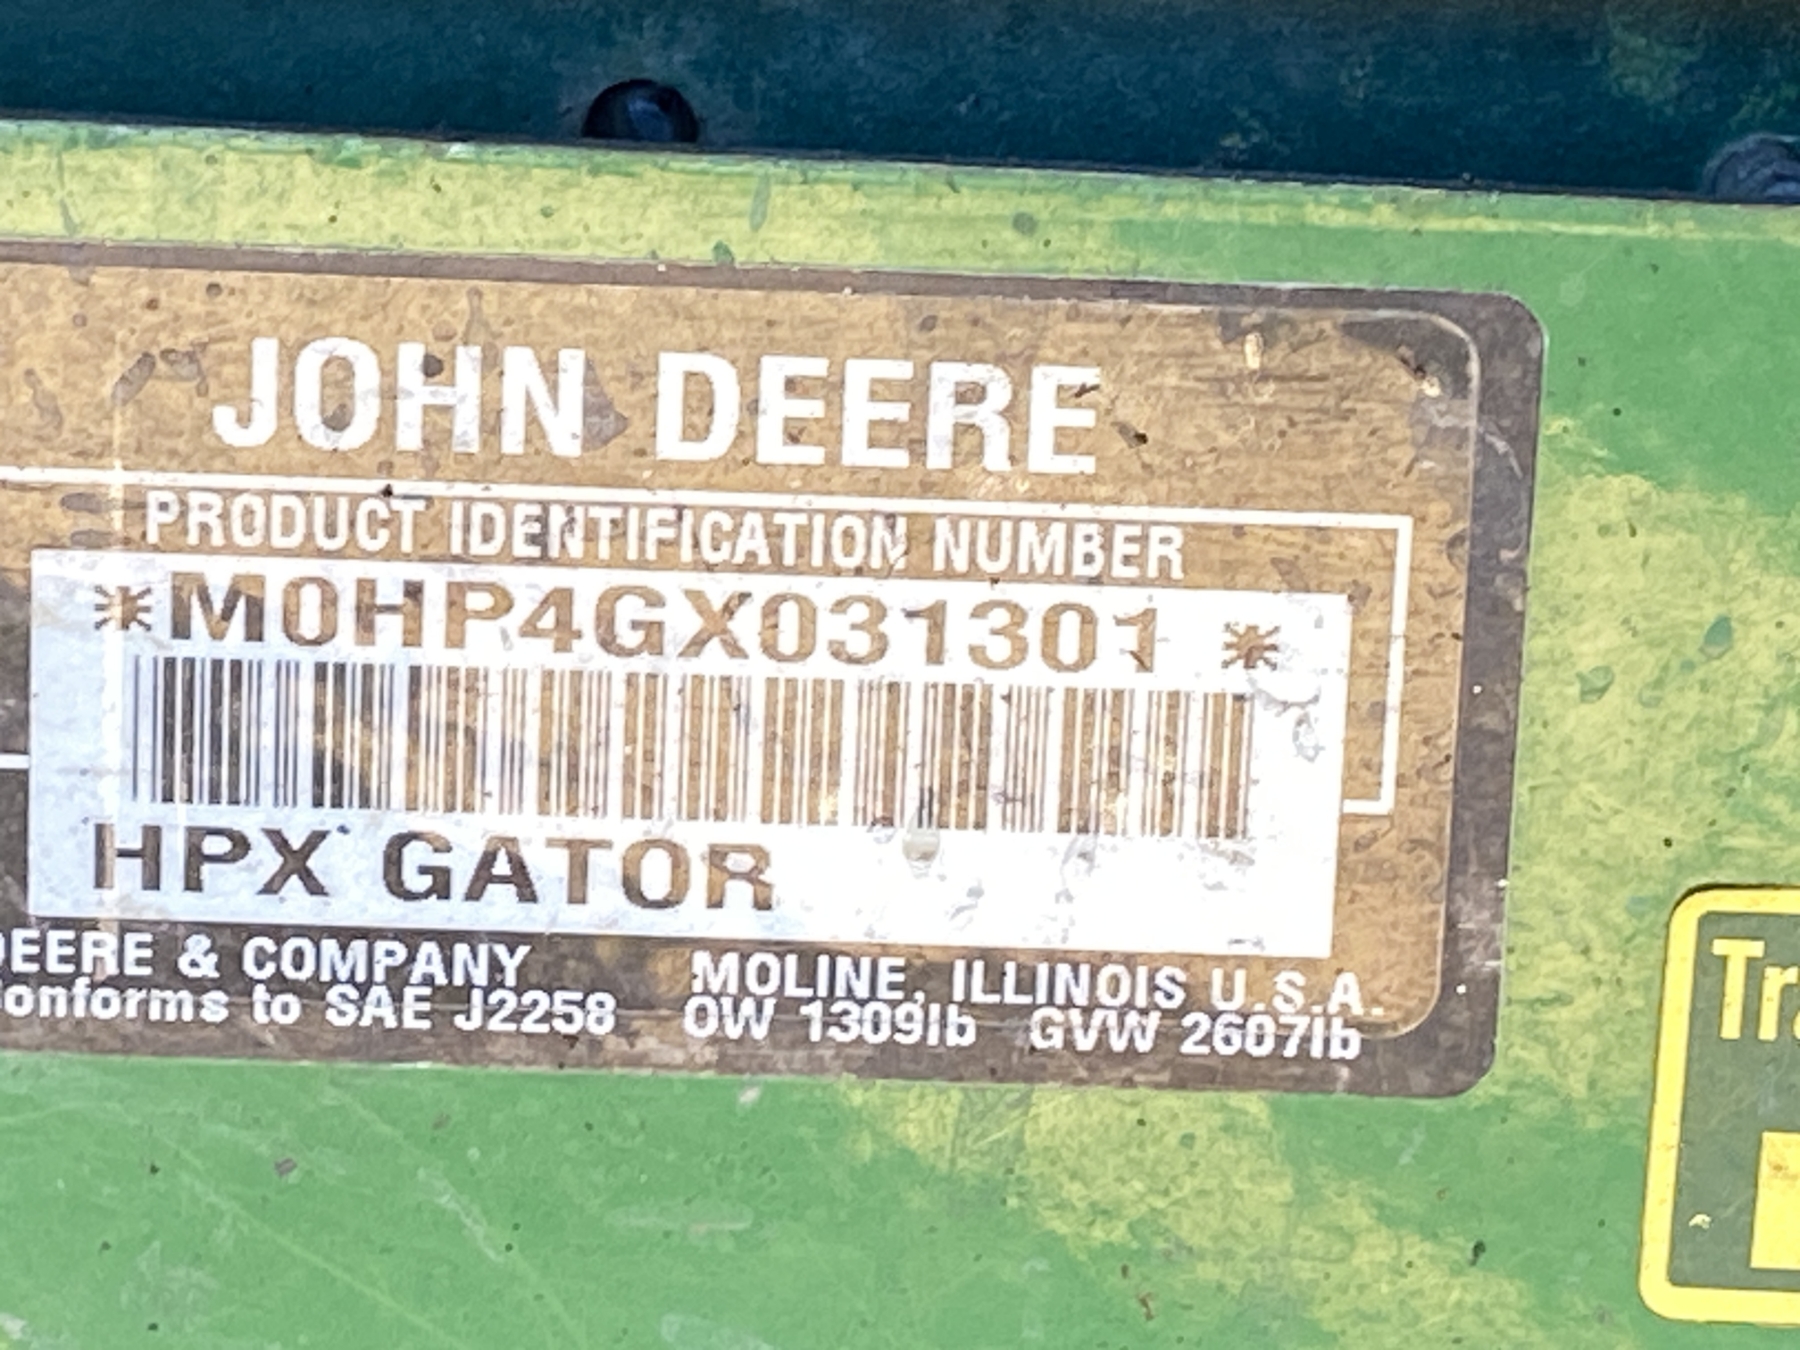 JOHN DEERE
PRODUCT IDENTIFICATION NUMBER
*M0HP4GX031301 *
HPX GATOR
DEERE & COMPANY MOLINE, ILLINOIS U.S.A.
onforms to SAE J2258 OW 1309lb GVW 2607lb
Tr